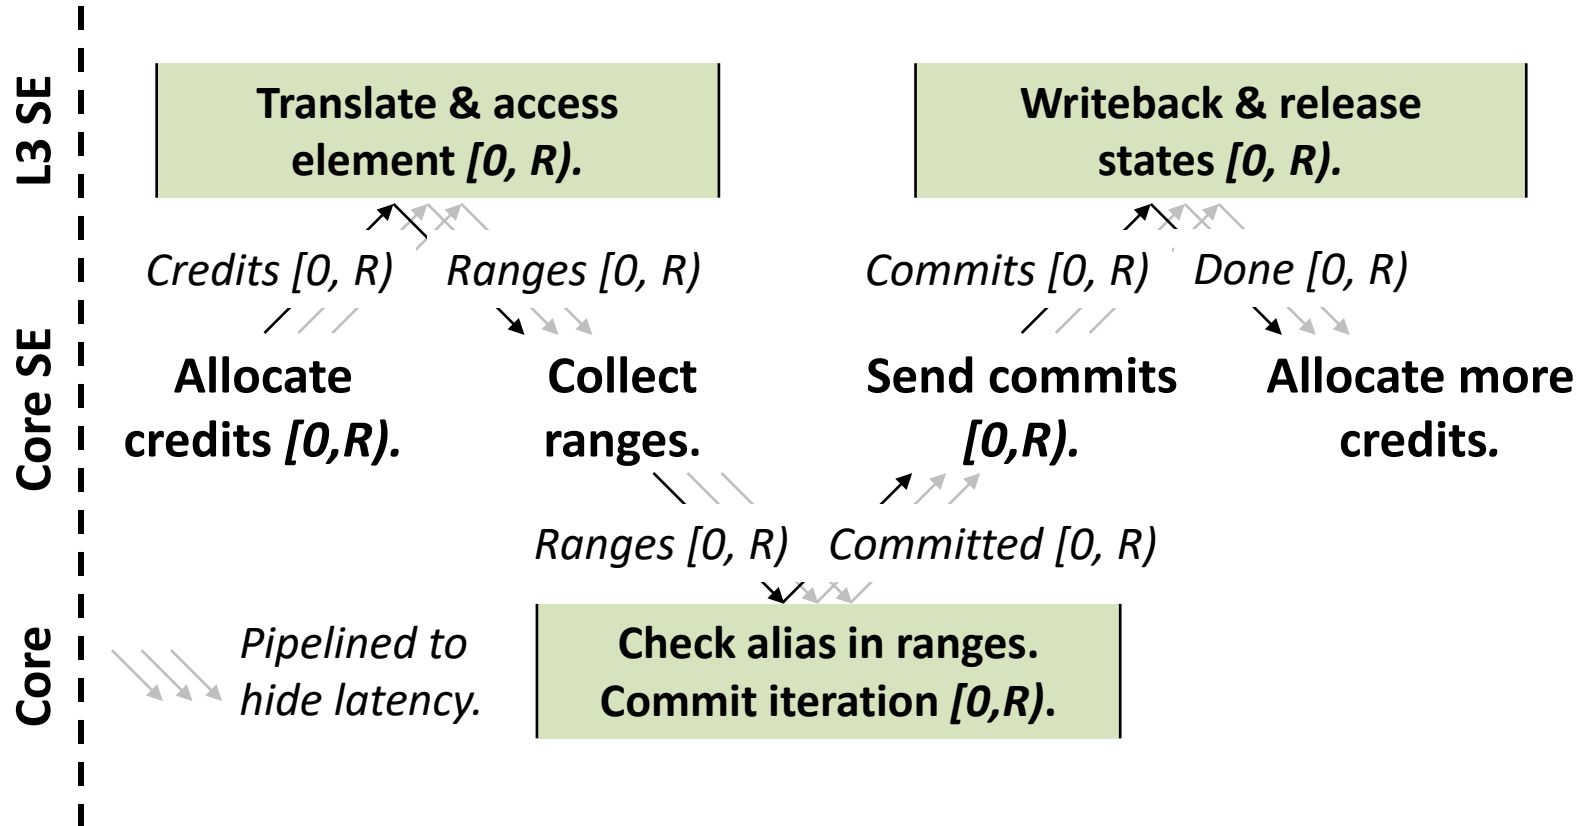 L3 SE
Translate & access
element [0, R).
Writeback & release
states [0, R).
Credits [0, R)
Ranges [0, R)
Commits [0, R)
Done [0, R)
Core SE
Allocate
credits [0,R).
Collect
ranges.
Send commits
[0,R).
Allocate more
credits.
Ranges [0, R)
Committed [0, R)
Core
Pipelined to
hide latency.
Check alias in ranges.
Commit iteration [0,R).